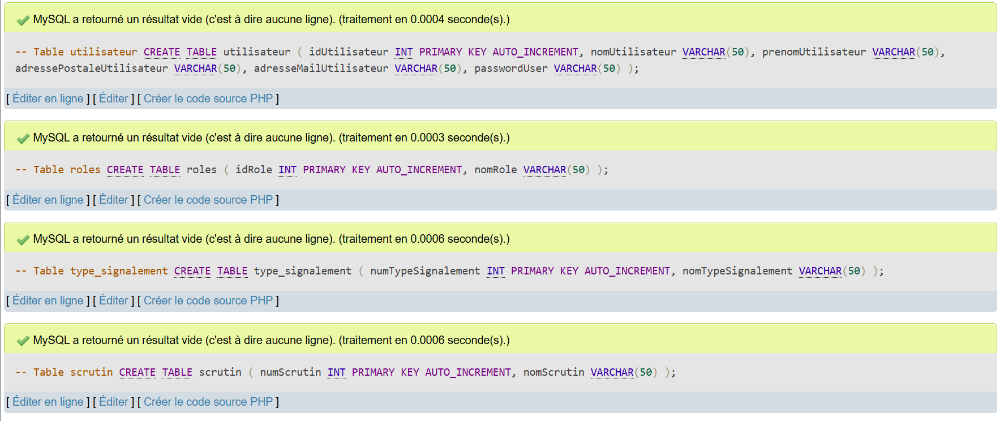 MySQL a retourné un résultat vide (c'est à dire aucune ligne). (traitement en 0.0004 seconde(s).)
-- Table utilisateur CREATE TABLE utilisateur ( idUtilisateur INT PRIMARY KEY AUTO_INCREMENT, nomUtilisateur VARCHAR(50), prenomUtilisateur VARCHAR(50),
adressePostaleUtilisateur VARCHAR(50), adresseMailUtilisateur VARCHAR(50), passwordUser VARCHAR(50) );
[ Éditer en ligne ] [ Éditer ] [ Créer le code source PHP ]
MySQL a retourné un résultat vide (c'est à dire aucune ligne). (traitement en 0.0003 seconde(s).)
-- Table roles CREATE TABLE roles ( idRole INT PRIMARY KEY AUTO_INCREMENT, nomRole VARCHAR(50) );
[ Éditer en ligne ] [ Éditer ] [ Créer le code source PHP ]
MySQL a retourné un résultat vide (c'est à dire aucune ligne). (traitement en 0.0006 seconde(s).)
-- Table type_signalement CREATE TABLE type_signalement ( numTypeSignalement INT PRIMARY KEY AUTO_INCREMENT, nomTypeSignalement VARCHAR(50) );
[ Éditer en ligne ] [ Éditer ] [ Créer le code source PHP ]
MySQL a retourné un résultat vide (c'est à dire aucune ligne). (traitement en 0.0006 seconde(s).)
-- Table scrutin CREATE TABLE scrutin ( numScrutin INT PRIMARY KEY AUTO_INCREMENT, nomScrutin VARCHAR(50) );
[ Éditer en ligne ] [ Éditer ] [ Créer le code source PHP ]